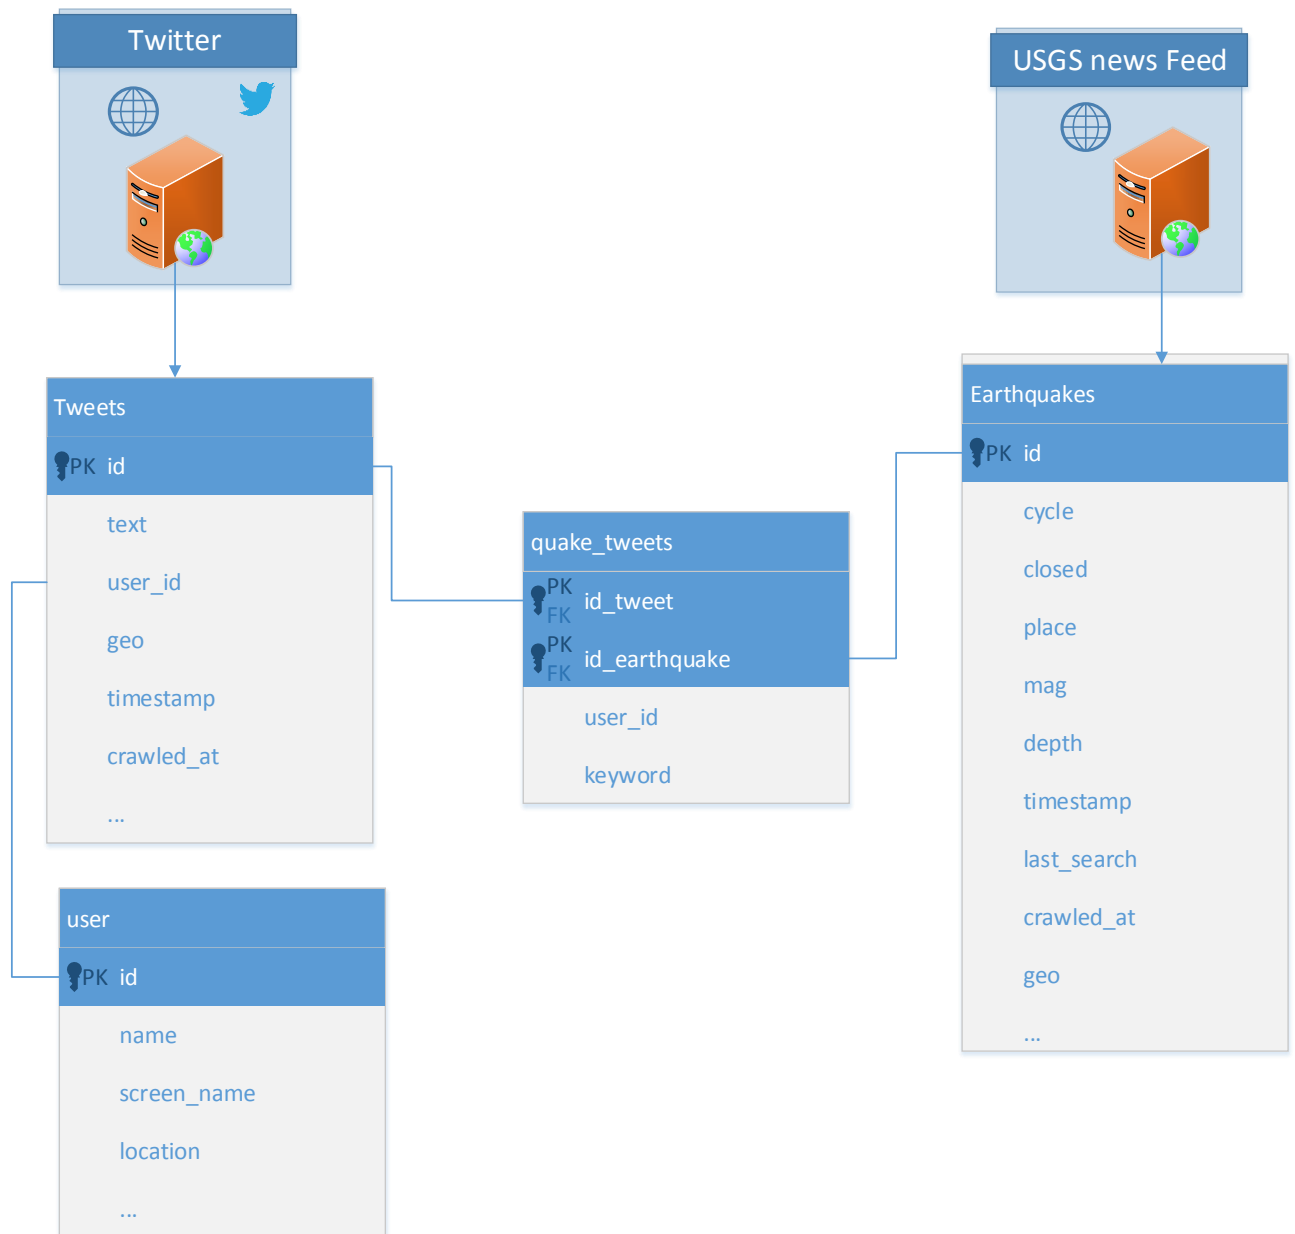 Twitter
USGS news Feed
Tweets
PK id
text
user_id
geo
timestamp
crawled_at
...
user
PK id
name
screen_name
location
...
quake_tweets
PK
FK
id_tweet
PK
FK
id_earthquake
user_id
keyword
Earthquakes
PK id
cycle
closed
place
mag
depth
timestamp
last_search
crawled_at
geo
...